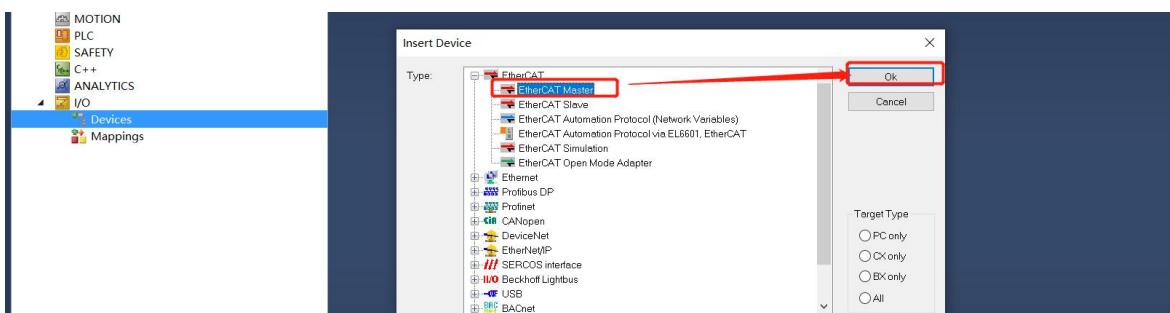 MOTION
PLC
SAFETY
C++
ANALYTICS
I/O
Devices
Mappings
Insert Device
Type:
EtherCAT
EtherCAT Master
EtherCAT Slave
EtherCAT Automation Protocol (Network Variables)
EtherCAT Automation Protocol via EL6601, EtherCAT
EtherCAT Simulation
EtherCAT Open Mode Adapter
Ethernet
Profibus DP
Profinet
CANopen
DeviceNet
EtherNet/IP
SERCOS interface
Beckhoff Lightbus
USB
BACnet
Ok
Cancel
Target Type
PC only
CX only
BX only
All